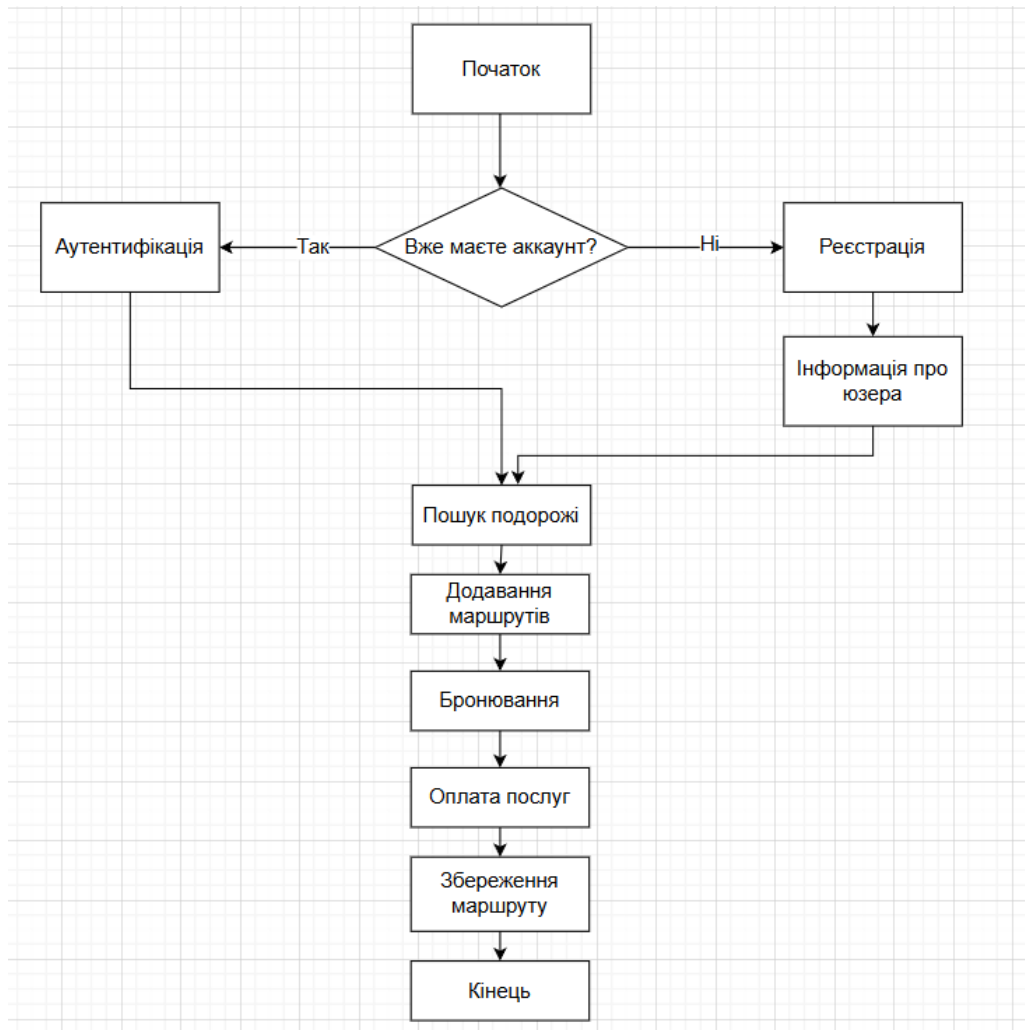 Початок
Вже маєте аккаунт?
Так
Ні
Аутентифікація
Реєстрація
Інформація про
юзера
Пошук подорожі
Додавання
маршрутів
Бронювання
Оплата послуг
Збереження
маршруту
Кінець